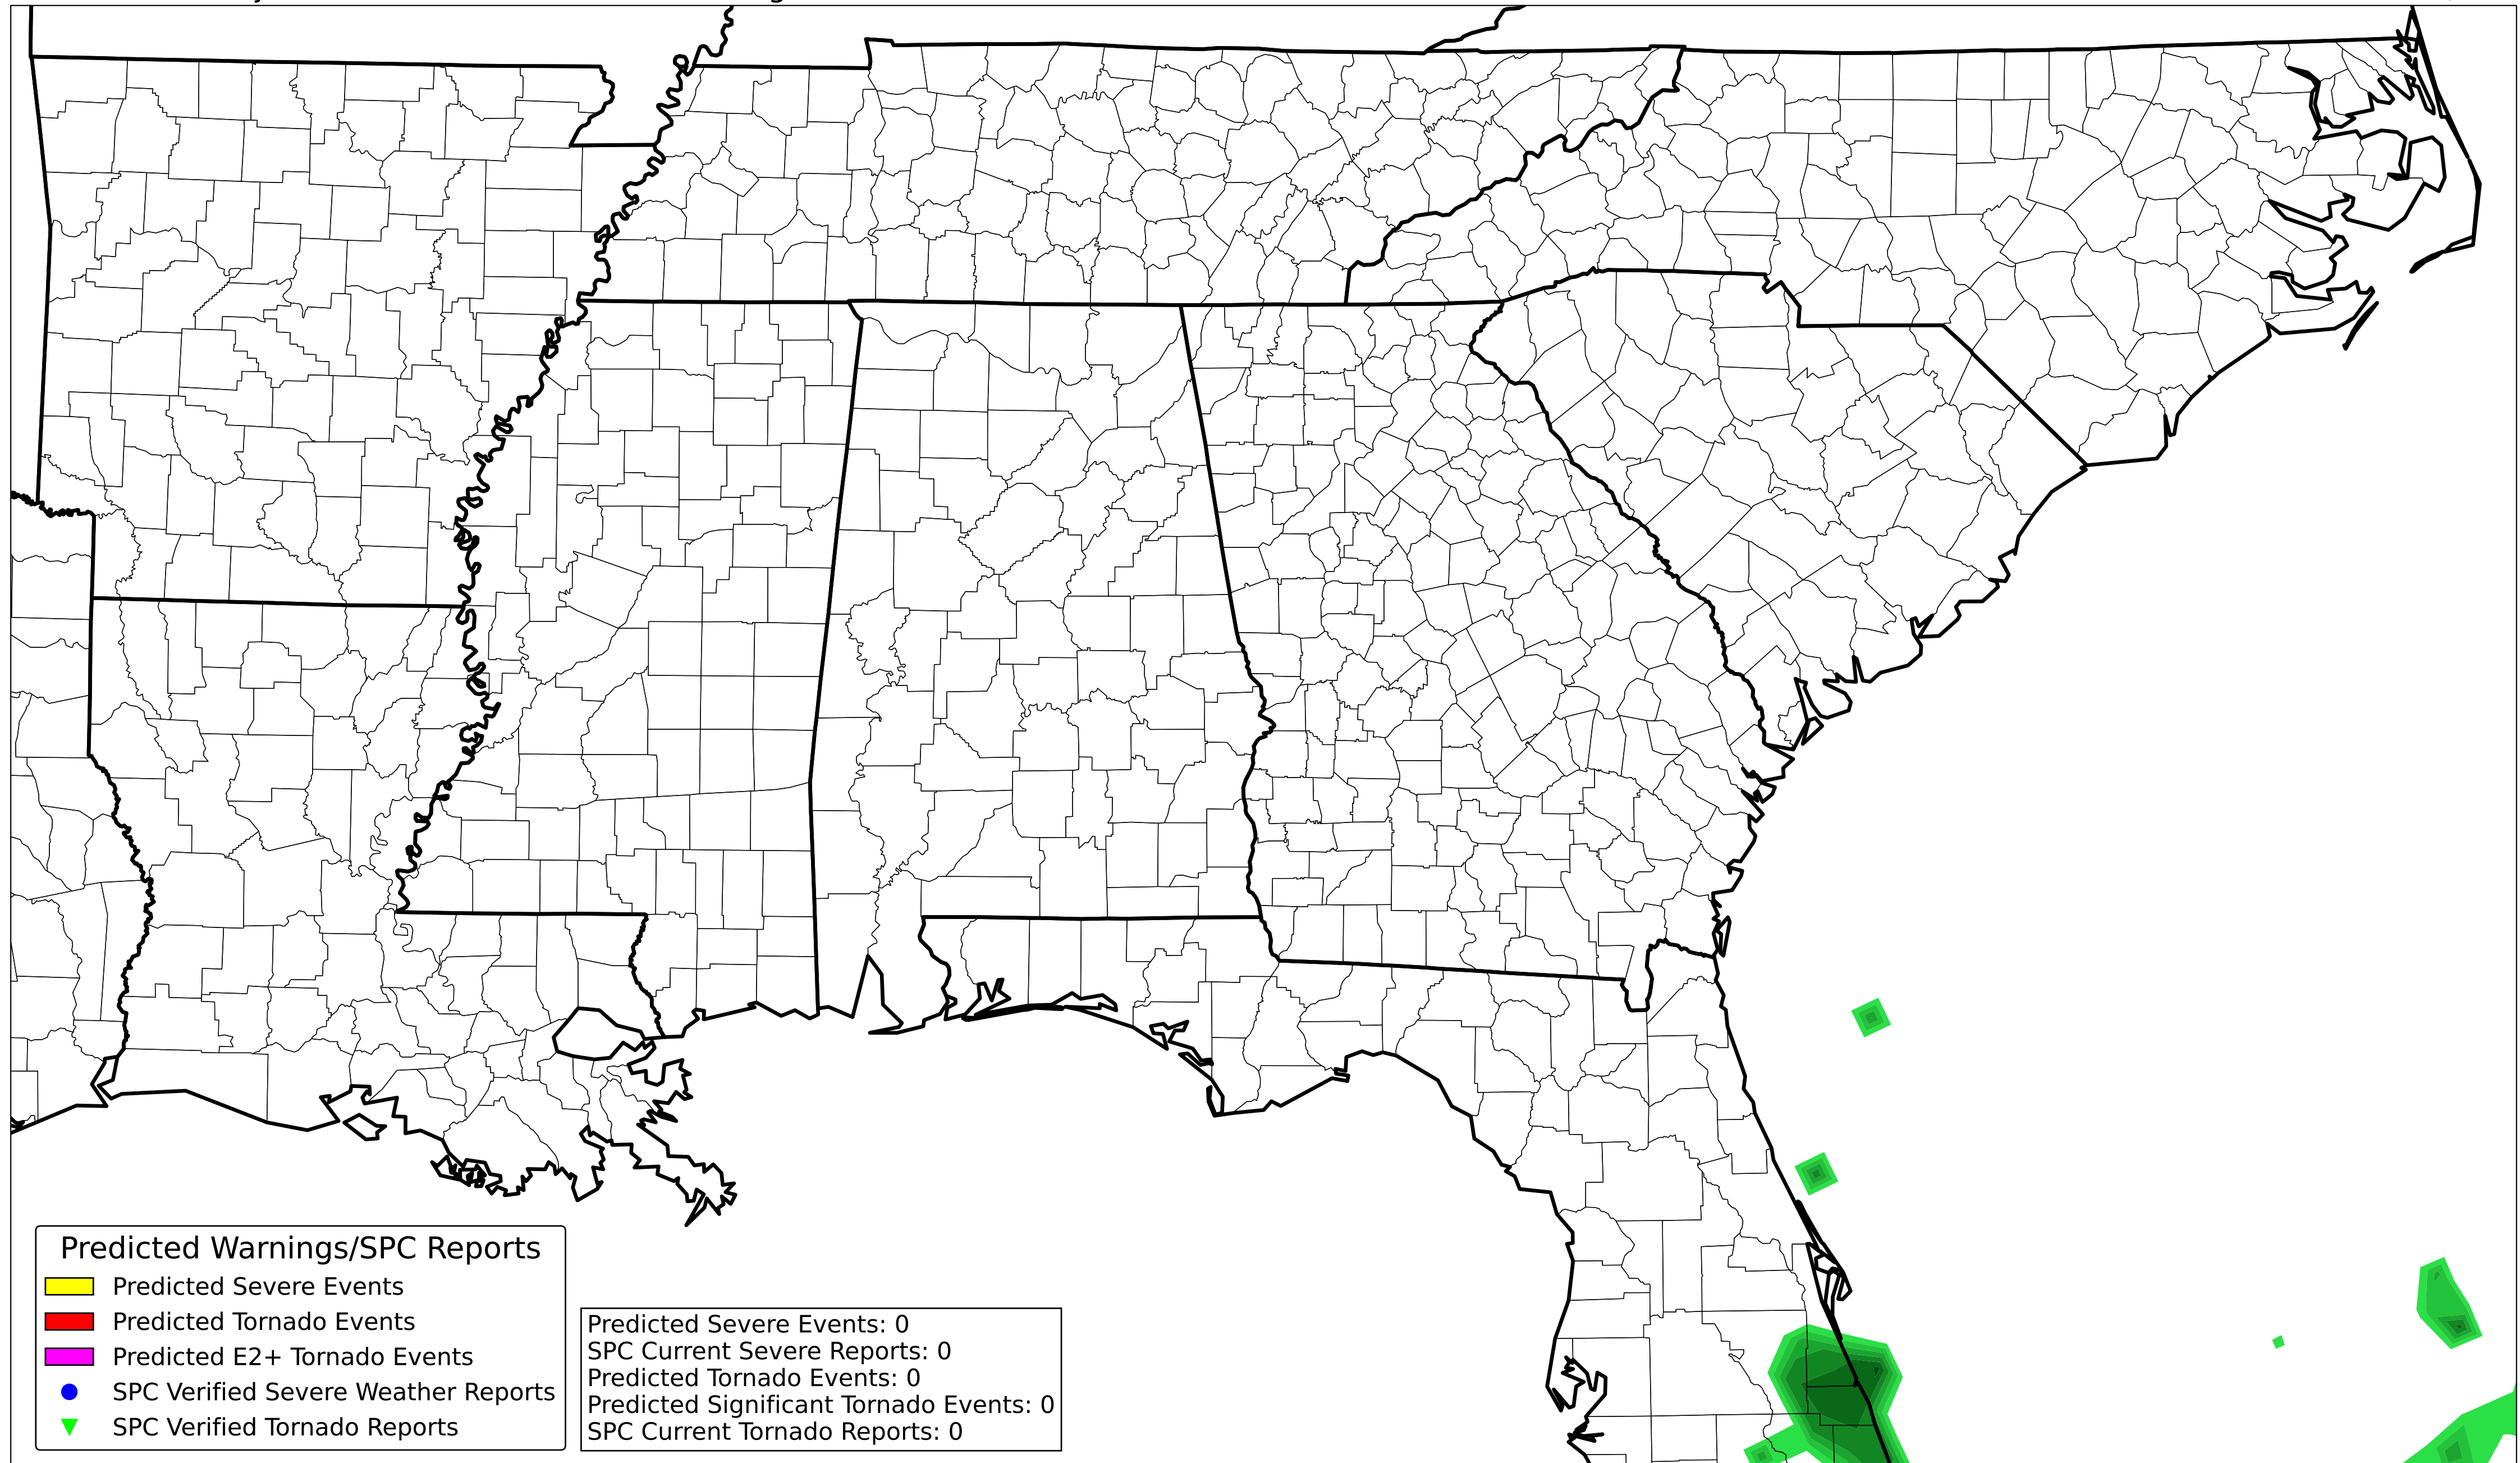 Predicted Warnings/SPC Reports
Predicted Severe Events
Predicted Tornado Events
Predicted E2+ Tornado Events
SPC Verified Severe Weather Reports
SPC Verified Tornado Reports
Predicted Severe Events: 0
SPC Current Severe Reports: 0
Predicted Tornado Events: 0
Predicted Significant Tornado Events: 0
SPC Current Tornado Reports: 0